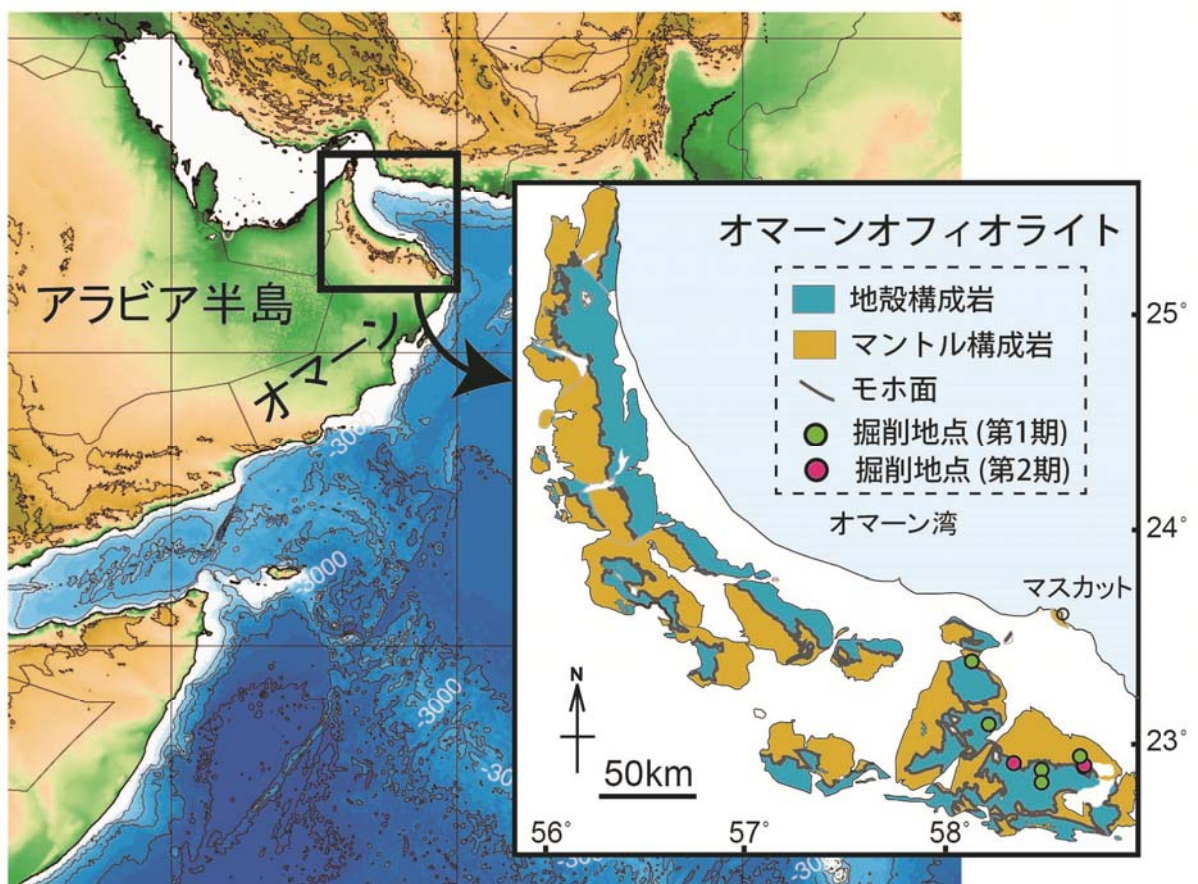 アラビア半島
オマーン
-3000
-3000
-3000
-3000
オマーンオフィオライト
地殻構成岩
マントル構成岩
モホ面
掘削地点 (第1期)
掘削地点 (第2期)
オマーン湾
マスカット
25°
24°
23°
N
50km
56°
57°
58°